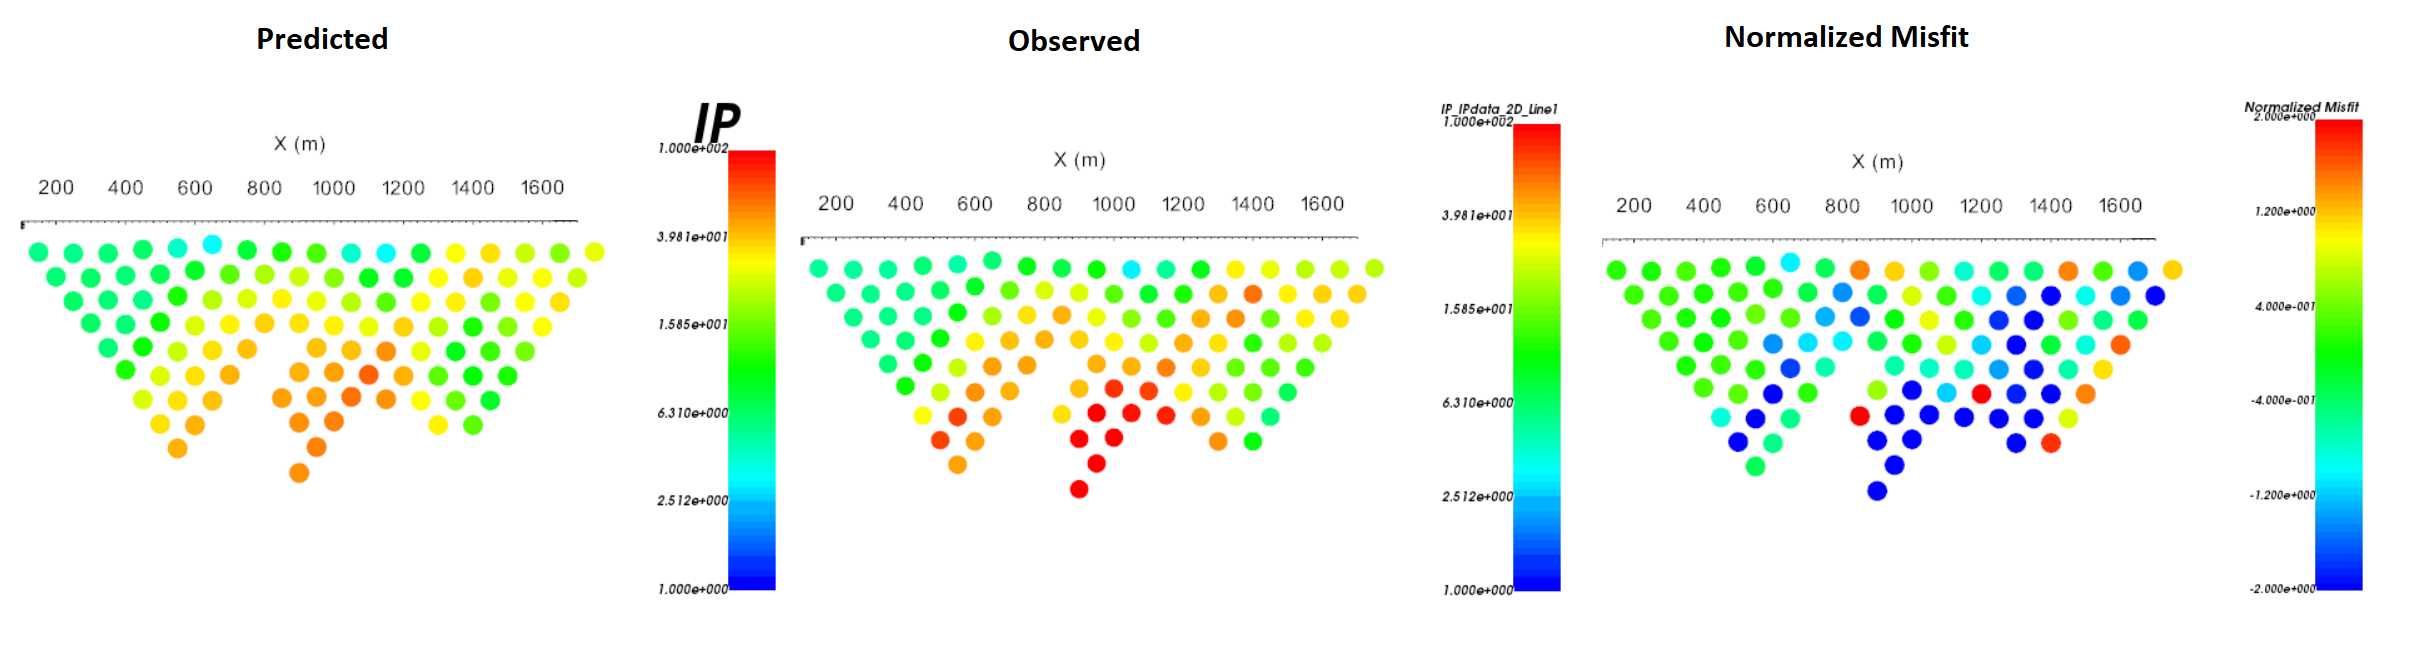 Predicted
Observed
Normalized Misfit
X (m)
200 400 600 800 1000 1200 1400 1600
IP
1.000e+002
3.981e+001
1.585e+001
6.310e+000
2.512e+000
1.000e+000
X (m)
200 400 600 800 1000 1200 1400 1600
IP_IPdata_2D_Line1
1.000e+002
3.981e+001
1.585e+001
6.310e+000
2.512e+000
1.000e+000
X (m)
200 400 600 800 1000 1200 1400 1600
Normalized Misfit
2.000e+000
1.200e+000
4.000e-001
-4.000e-001
-1.200e+000
-2.000e+000